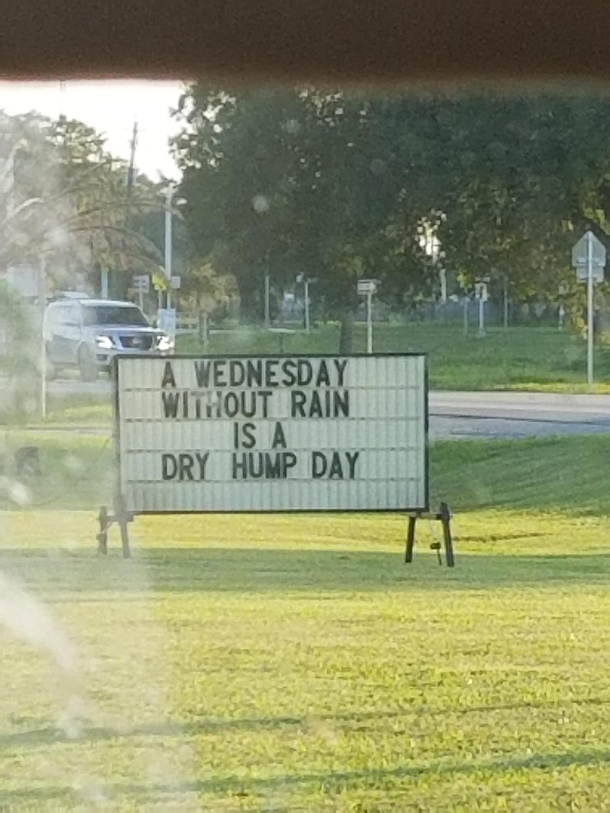 A WEDNESDAY
WITHOUT RAIN
IS A
DRY HUMP DAY